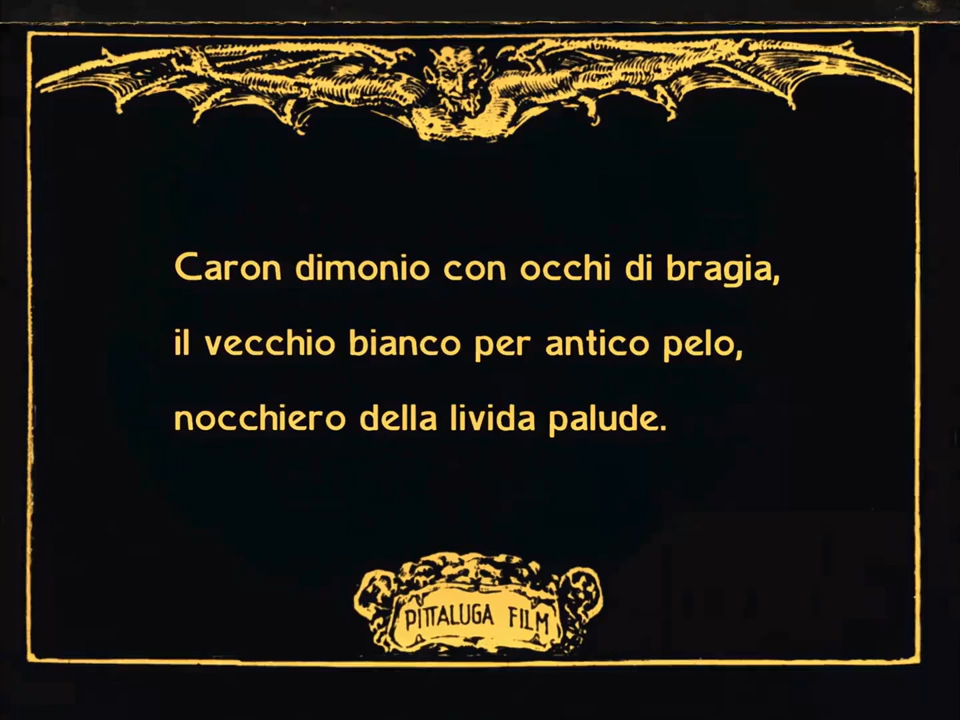 Caron dimonio con occhi di bragia,
il vecchio bianco per antico pelo,
nocchiero della livida palude.
PITTALUGA FILM